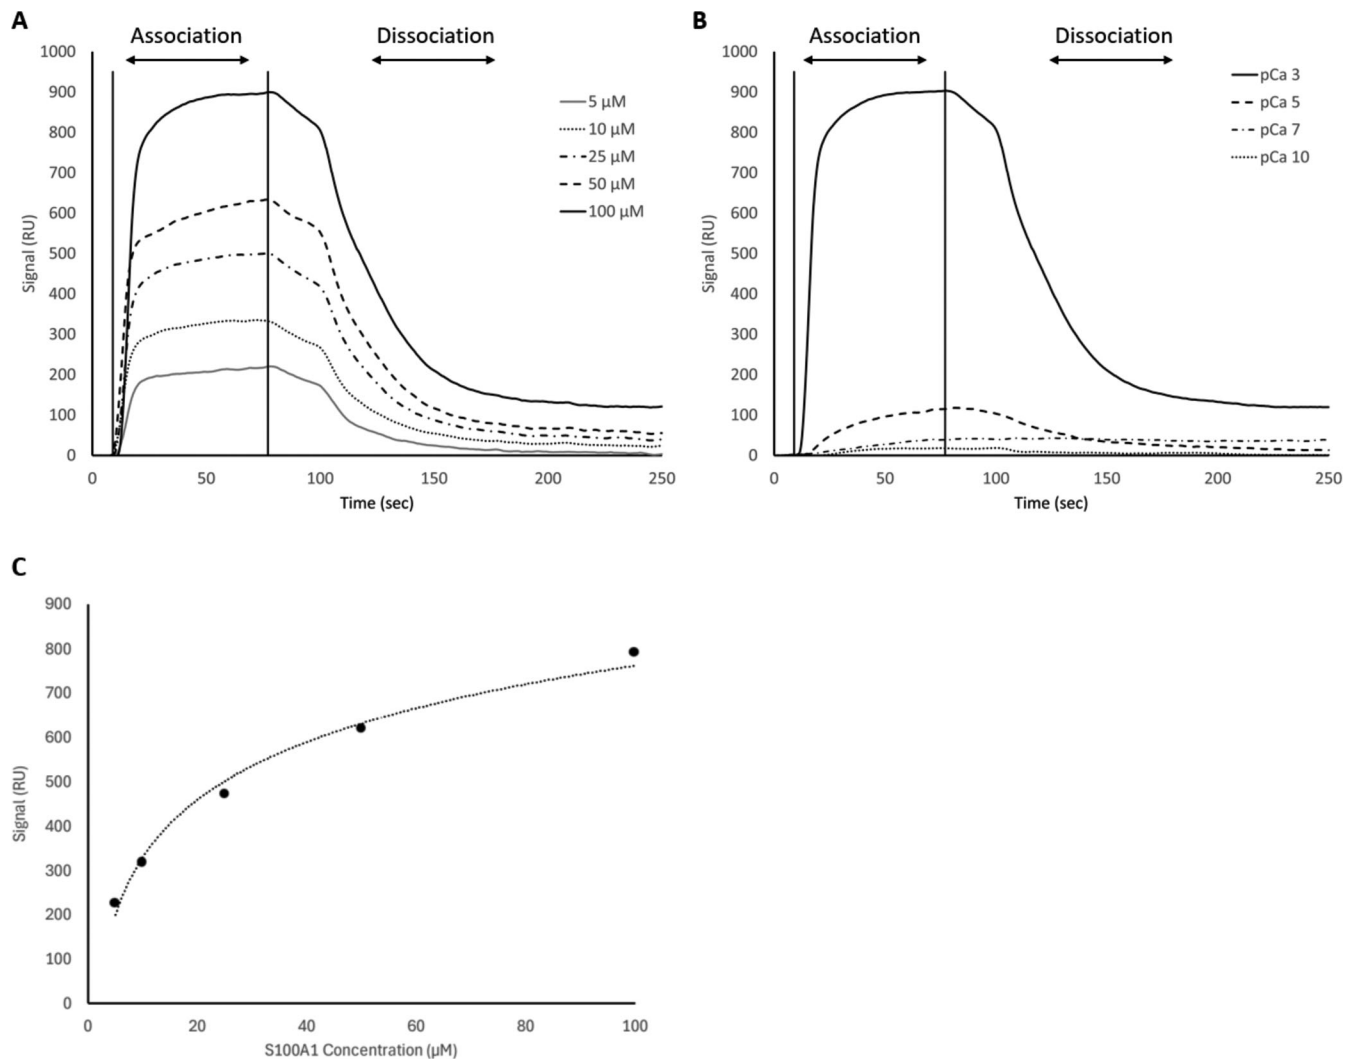 A
Association
Dissociation
1000
900
800
700
600
500
400
300
200
100
0
Signal (RU)
5 µM
10 µM
25 µM
50 µM
100 µM
0 50 100 150 200 250
Time (sec)
B
Association
Dissociation
1000
900
800
700
600
500
400
300
200
100
0
Signal (RU)
pCa 3
pCa 5
pCa 7
pCa 10
0 50 100 150 200 250
Time (sec)
C
900
800
700
600
500
400
300
200
100
0
Signal (RU)
0 20 40 60 80 100
S100A1 Concentration (µM)